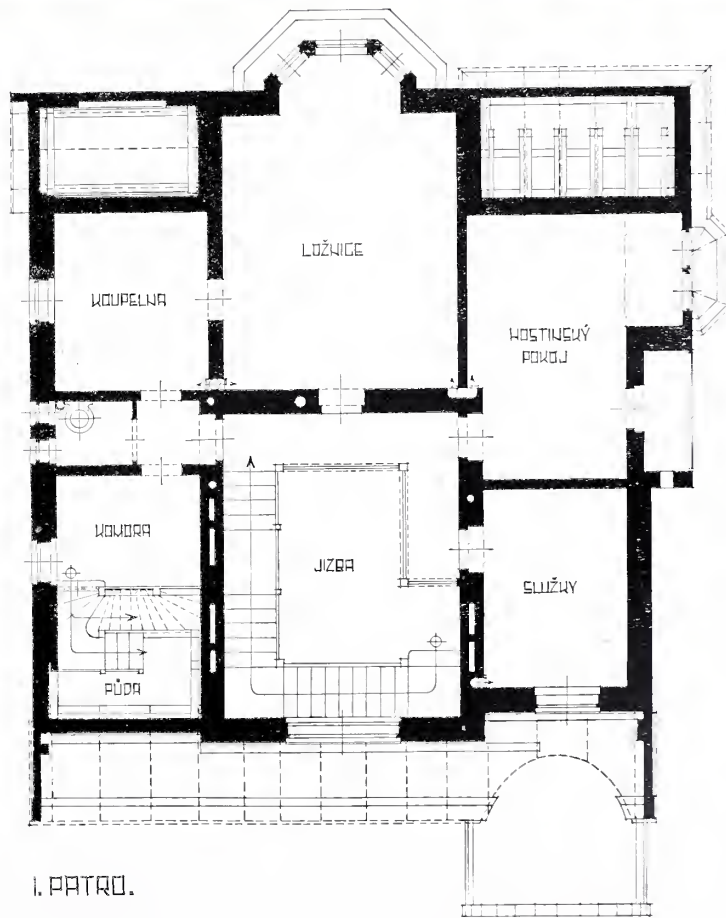 LOŽNICE
KOUPELNA
HOSTINSKÝ
POKOJ
KOMORA
JIZBA
SLUŽKY
PŮDA
I. PATRO.